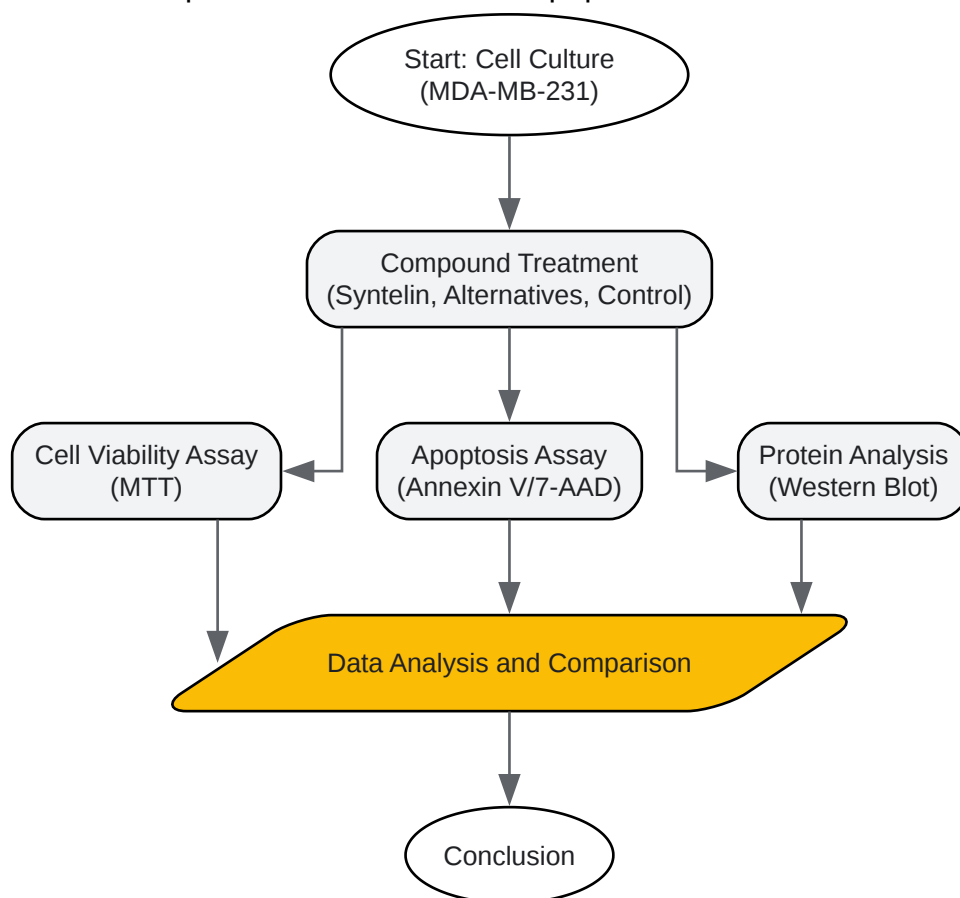 Start: Cell Culture
(MDA-MB-231)
Compound Treatment
(Syntelin, Alternatives, Control)
Cell Viability Assay
(MTT)
Apoptosis Assay
(Annexin V/7-AAD)
Protein Analysis
(Western Blot)
Data Analysis and Comparison
Conclusion